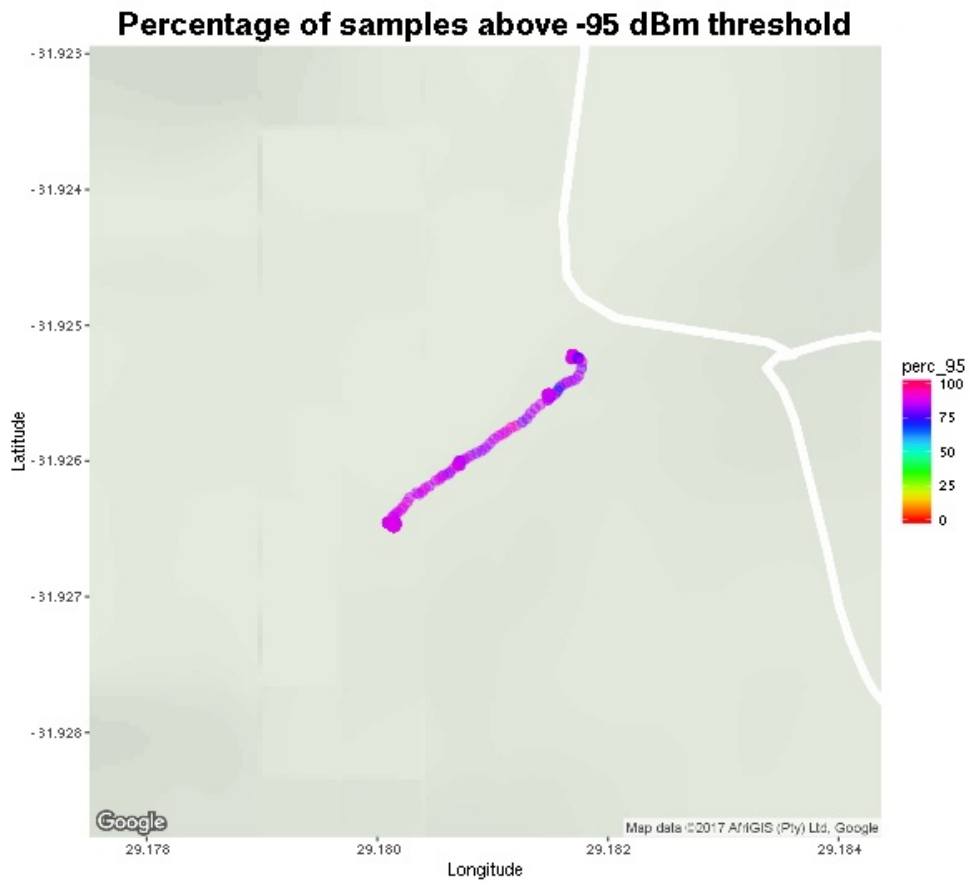 Percentage of samples above -95 dBm threshold
-31.923
-31.924
-31.925
-31.926
-31.927
-31.928
Latitude
29.178 29.180 29.182 29.184
Longitude
perc_95
100
75
50
25
0
Google
Map data ©2017 AfriGIS (Pty) Ltd, Google